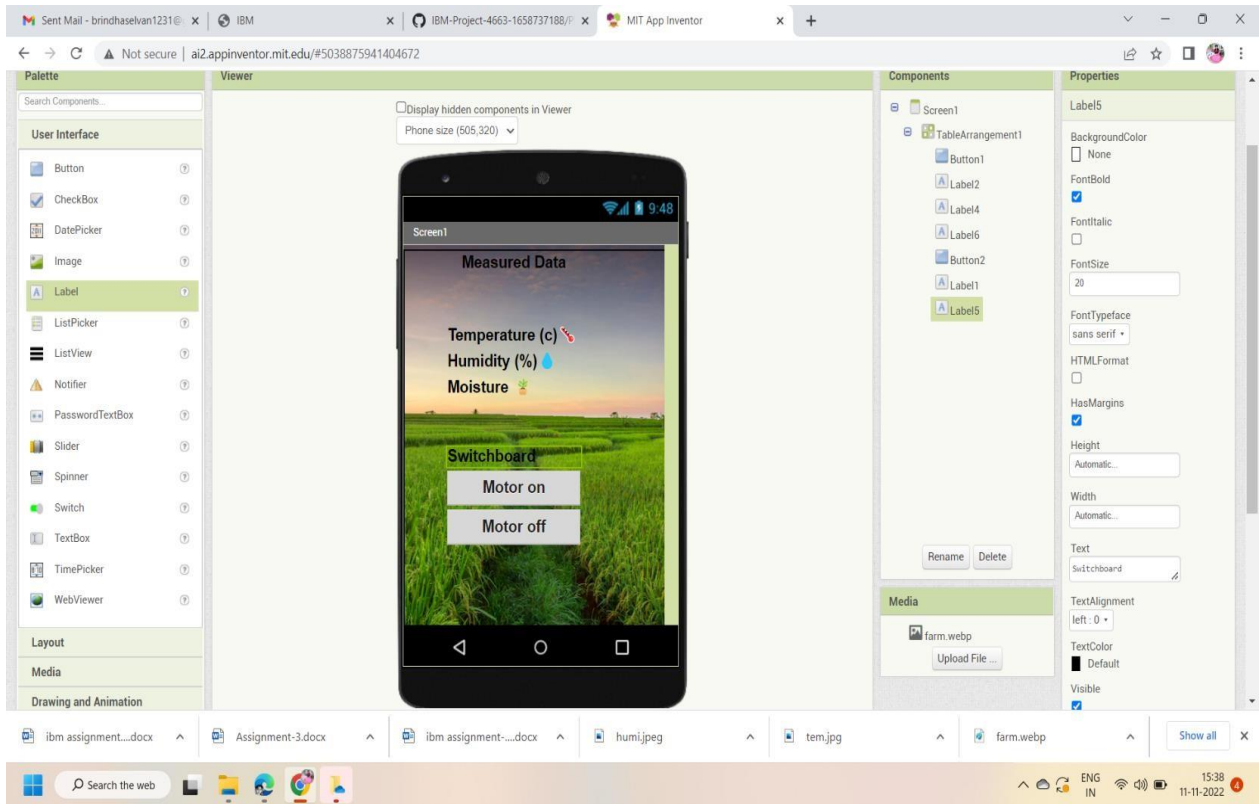 Sent Mail - brindhaselvan1231@
IBM
IBM-Project-4663-1658737188/P
MIT App Inventor
Not secure | ai2.appinventor.mit.edu/#5038875941404672
Palette
Search Components...
User Interface
Button
CheckBox
DatePicker
Image
Label
ListPicker
ListView
Notifier
PasswordTextBox
Slider
Spinner
Switch
TextBox
TimePicker
WebViewer
Layout
Media
Drawing and Animation
Viewer
Display hidden components in Viewer
Phone size (505,320)
9:48
Screen1
Measured Data
Temperature (c)
Humidity (%)
Moisture
Switchboard
Motor on
Motor off
Components
Screen1
TableArrangement1
Button1
Label2
Label4
Label6
Button2
Label1
Label5
Rename Delete
Media
farm.webp
Upload File ...
Properties
Label5
BackgroundColor
None
FontBold
FontItalic
FontSize
20
FontTypeface
sans serif
HTMLFormat
HasMargins
Height
Automatic...
Width
Automatic...
Text
Switchboard
TextAlignment
left : 0
TextColor
Default
Visible
ibm assignment....docx
Assignment-3.docx
ibm assignment-....docx
humi.jpeg
tem.jpg
farm.webp
Show all
Search the web
ENG
IN
15:38
11-11-2022
4